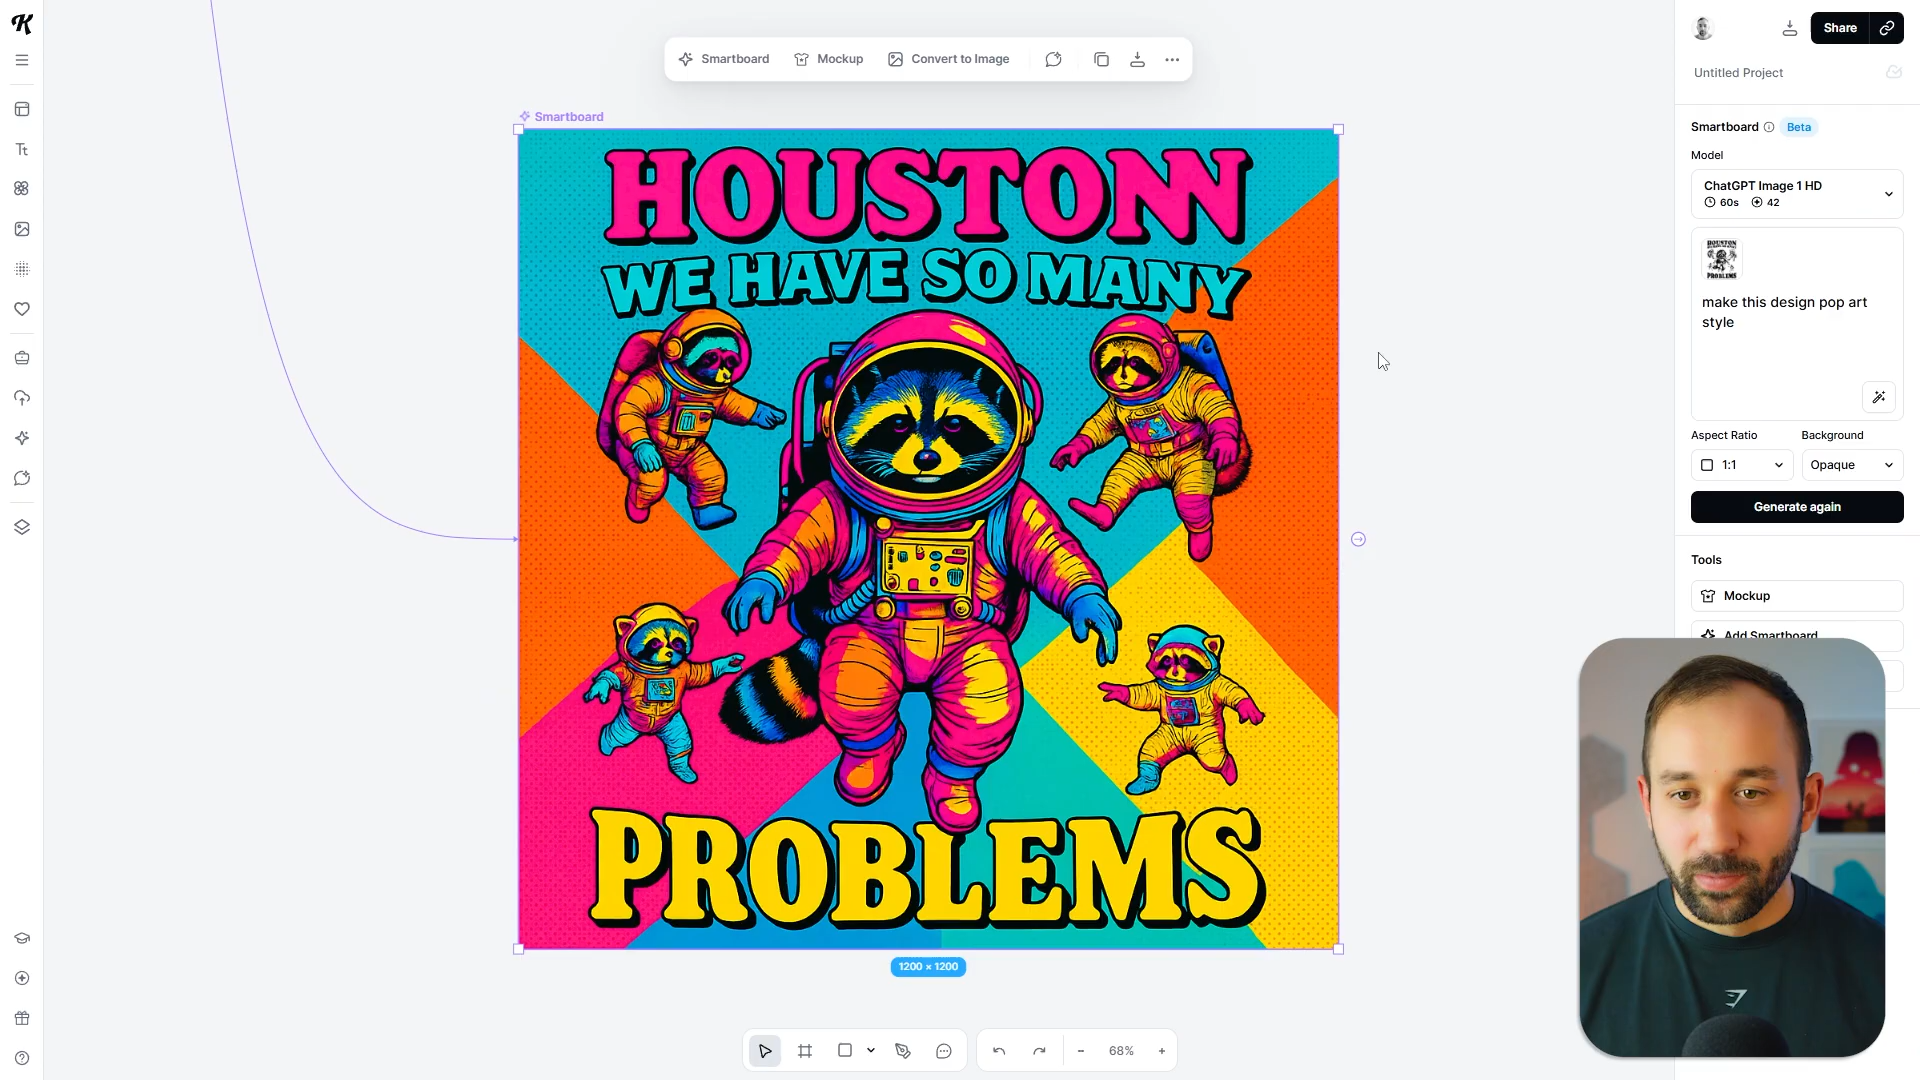 Smartboard
Mockup
Convert to Image
Share
Untitled Project
Smartboard
HOUSTON
WE HAVE SO MANY
PROBLEMS
1200 × 1200
Smartboard
Beta
Model
ChatGPT Image 1 HD
60s
42
HOUSTON
PROBLEMS
make this design pop art
style
Aspect Ratio
Background
1:1
Opaque
Generate again
Tools
Mockup
Add Smartboard
68%